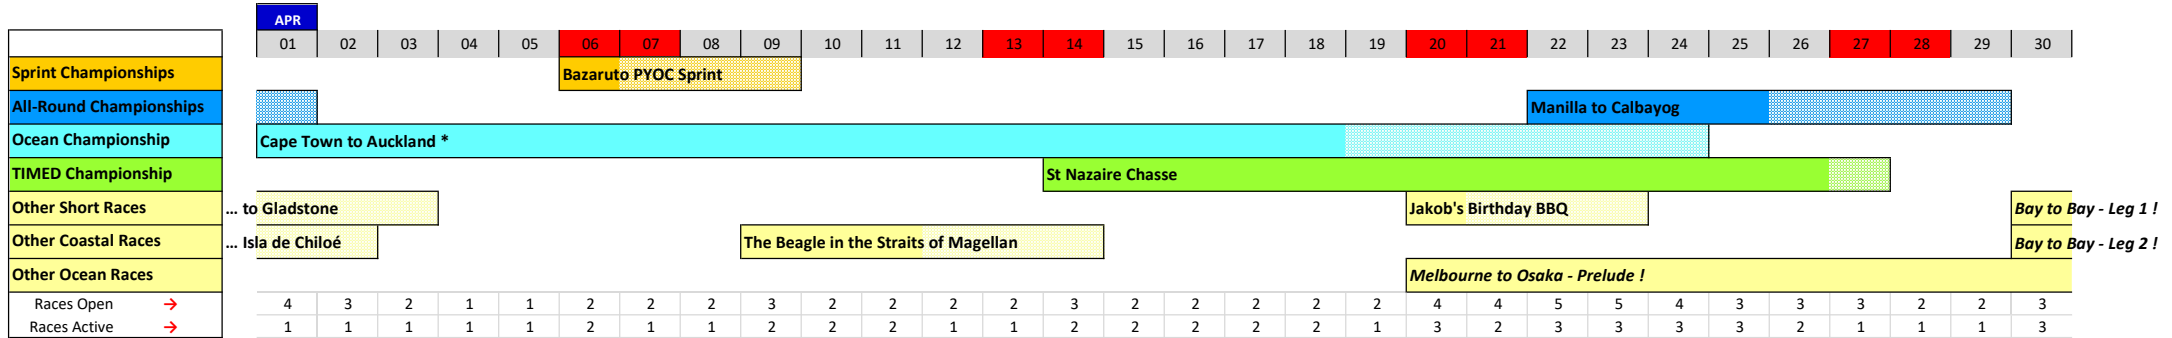 APR
01 02 03 04 05 06 07 08 09 10 11 12 13 14 15 16 17 18 19 20 21 22 23 24 25 26 27 28 29 30
Sprint Championships Bazaruto PYOC Sprint
All-Round Championships Manilla to Calbayog
Ocean Championship Cape Town to Auckland *
TIMED Championship St Nazaire Chasse
Other Short Races ... to Gladstone Jakob's Birthday BBQ Bay to Bay - Leg 1 !
Other Coastal Races ... Isla de Chiloé The Beagle in the Straits of Magellan Bay to Bay - Leg 2 !
Other Ocean Races Melbourne to Osaka - Prelude !
Races Open → 4 3 2 1 1 2 2 2 3 2 2 2 2 3 2 2 2 2 2 4 4 5 5 4 3 3 3 2 2 3
Races Active → 1 1 1 1 1 2 1 1 2 2 2 1 1 2 2 2 2 2 1 3 2 3 3 3 3 2 1 1 1 3